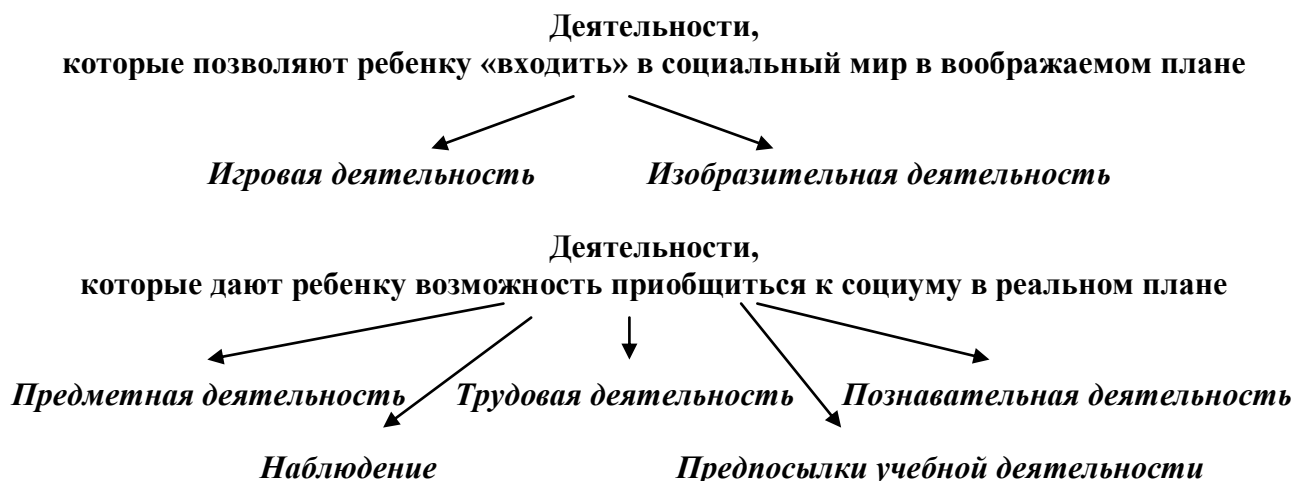 Деятельности,
которые позволяют ребенку «входить» в социальный мир в воображаемом плане
Игровая деятельность
Изобразительная деятельность
Деятельности,
которые дают ребенку возможность приобщиться к социуму в реальном плане
Предметная деятельность
Трудовая деятельность
Познавательная деятельность
Наблюдение
Предпосылки учебной деятельности